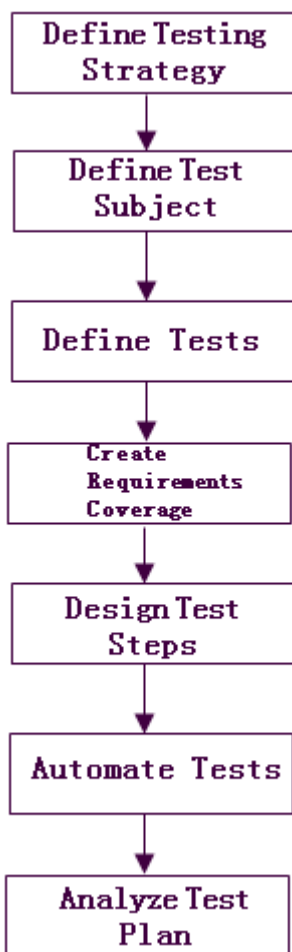 Define Testing
Strategy
Define Test
Subject
Define Tests
Create
Requirements
Coverage
Design Test
Steps
Automate Tests
Analyze Test
Plan